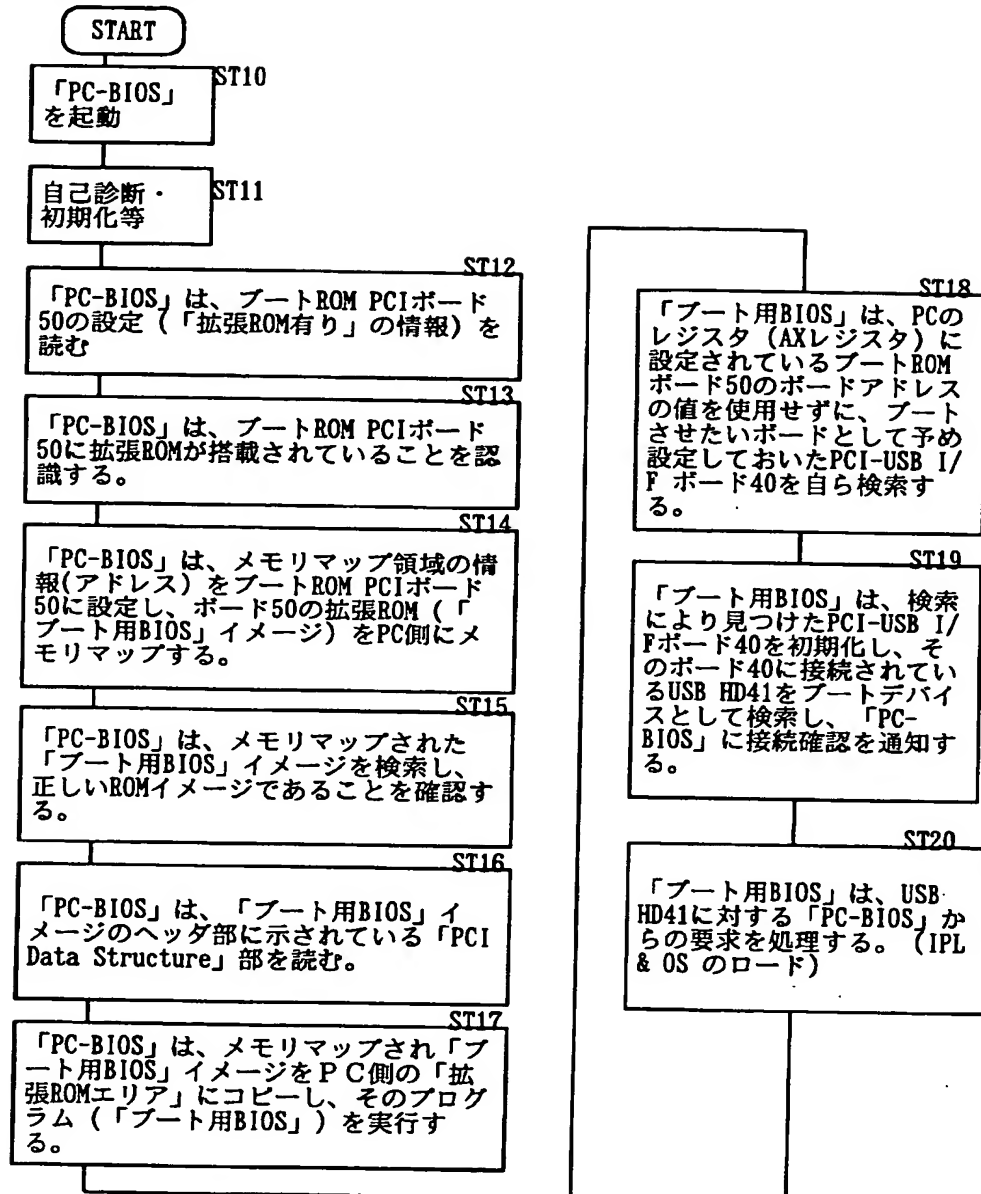 START
ST10
「PC-BIOS」
を起動
ST11
自己診断・
初期化等
ST12
「PC-BIOS」は、ブートROM PCIボード
50の設定（「拡張ROM有り」の情報）を
読む
ST13
「PC-BIOS」は、ブートROM PCIボード
50に拡張ROMが搭載されていることを認
識する。
ST14
「PC-BIOS」は、メモリマップ領域の情
報(アドレス）をブートROM PCIボード
50に設定し、ボード50の拡張ROM（「
ブート用BIOS」イメージ）をPC側にメ
モリマップする。
ST15
「PC-BIOS」は、メモリマップされた
「ブート用BIOS」イメージを検索し、
正しいROMイメージであることを確認す
る。
ST16
「PC-BIOS」は、「ブート用BIOS」イ
メージのヘッダ部に示されている「PCI
Data Structure」部を読む。
ST17
「PC-BIOS」は、メモリマップされ「ブ
ート用BIOS」イメージをＰＣ側の「拡
張ROMエリア」にコピーし、そのプログ
ラム（「ブート用BIOS」）を実行す
る。
ST18
「ブート用BIOS」は、PCの
レジスタ（AXレジスタ）に
設定されているブートROM
ボード50のボードアドレス
の値を使用せずに、ブート
させたいボードとして予め
設定しておいたPCI-USB I/
F ボード40を自ら検索す
る。
ST19
「ブート用BIOS」は、検索
により見つけたPCI-USB I/
Fボード40を初期化し、そ
のボード40に接続されてい
るUSB HD41をブートデバイ
スとして検索し、「PC-
BIOS」に接続確認を通知す
る。
ST20
「ブート用BIOS」は、USB
HD41に対する「PC-BIOS」か
らの要求を処理する。（IPL
& OS のロード）